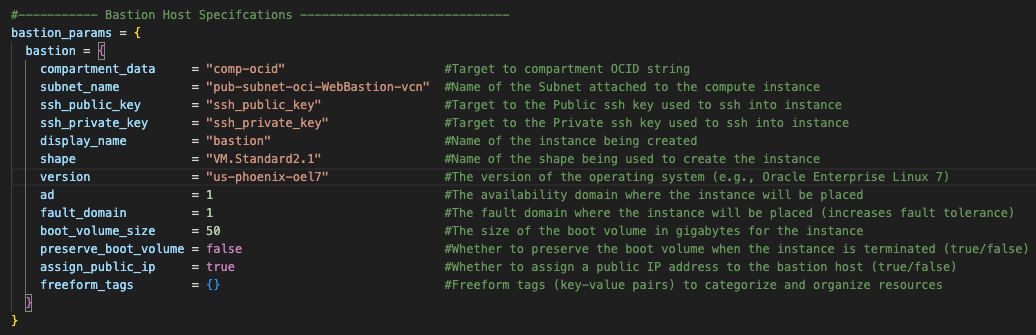 #----------- Bastion Host Specifcations -----------------------------
bastion_params = {
  bastion = {
    compartment_data     = "comp-ocid"                      #Target to compartment OCID string
    subnet_name          = "pub-subnet-oci-WebBastion-vcn"  #Name of the Subnet attached to the compute instance
    ssh_public_key       = "ssh_public_key"                 #Target to the Public ssh key used to ssh into instance
    ssh_private_key      = "ssh_private_key"                #Target to the Private ssh key used to ssh into instance
    display_name         = "bastion"                        #Name of the instance being created
    shape                = "VM.Standard2.1"                 #Name of the shape being used to create the instance
    version              = "us-phoenix-oel7"                #The version of the operating system (e.g., Oracle Enterprise Linux 7)
    ad                   = 1                                #The availability domain where the instance will be placed
    fault_domain         = 1                                #The fault domain where the instance will be placed (increases fault tolerance)
    boot_volume_size     = 50                               #The size of the boot volume in gigabytes for the instance
    preserve_boot_volume = false                            #Whether to preserve the boot volume when the instance is terminated (true/false)
    assign_public_ip     = true                             #Whether to assign a public IP address to the bastion host (true/false)
    freeform_tags        = {}                               #Freeform tags (key-value pairs) to categorize and organize resources
  }
}